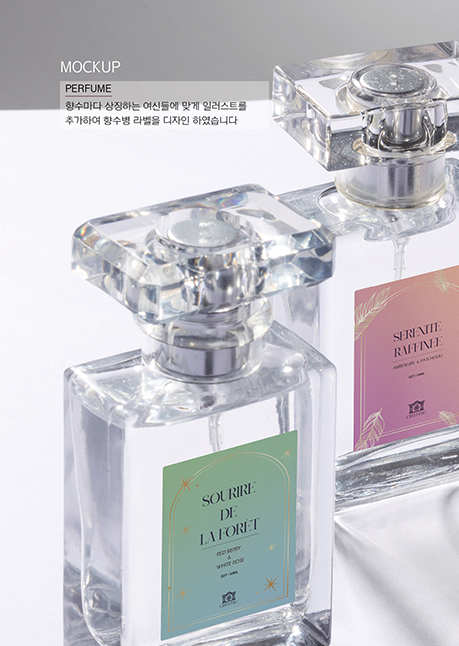 MOCKUP
PERFUME
향수마다 상징하는 여신들에 맞게 일러스트를
추가하여 향수병 라벨을 디자인 하였습니다
SERENITE
RAFFINEE
AMBERGRIS & PATCHOULI
SOURIRE
DE
LA FORET
RED BERRY
&
WHITE ROSE